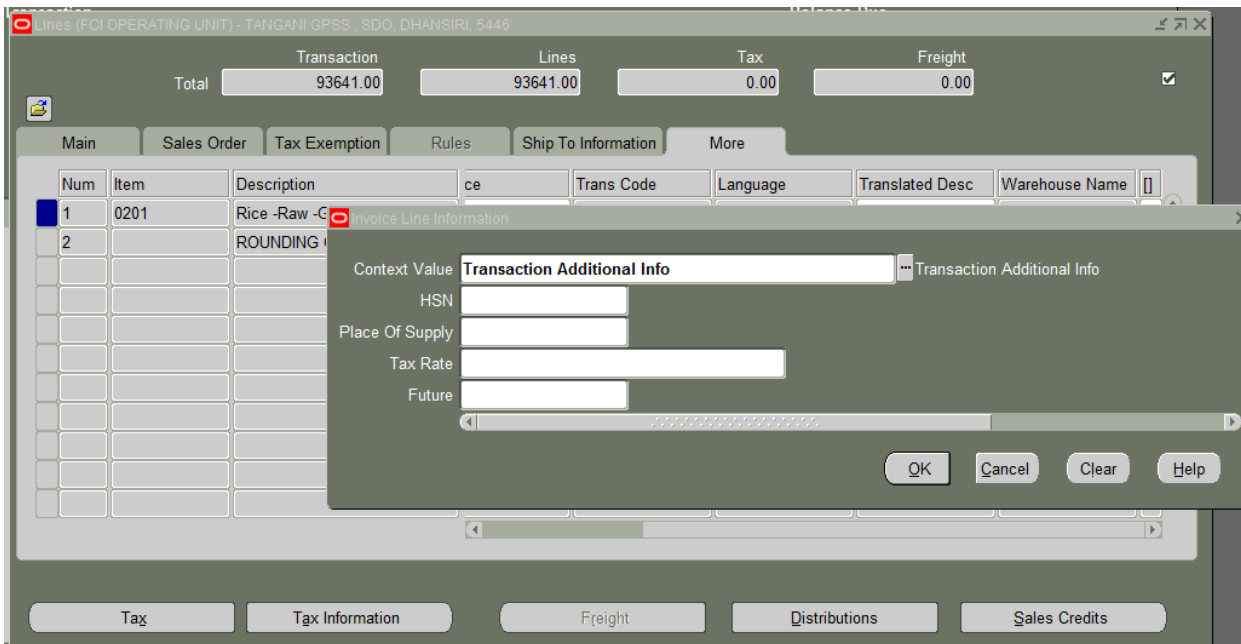 Balance Due
Lines (FCI OPERATING UNIT) - TANGANI GPSS , SDO, DHANSIRI, 5446
Transaction Lines Tax Freight
Total 93641.00 93641.00 0.00 0.00
Main Sales Order Tax Exemption Rules Ship To Information More
Num Item Description ce Trans Code Language Translated Desc Warehouse Name []
1 0201 Rice -Raw -G
2 ROUNDING
Invoice Line Information
Context Value Transaction Additional Info ... Transaction Additional Info
HSN
Place Of Supply
Tax Rate
Future
OK Cancel Clear Help
Tax Tax Information Freight Distributions Sales Credits